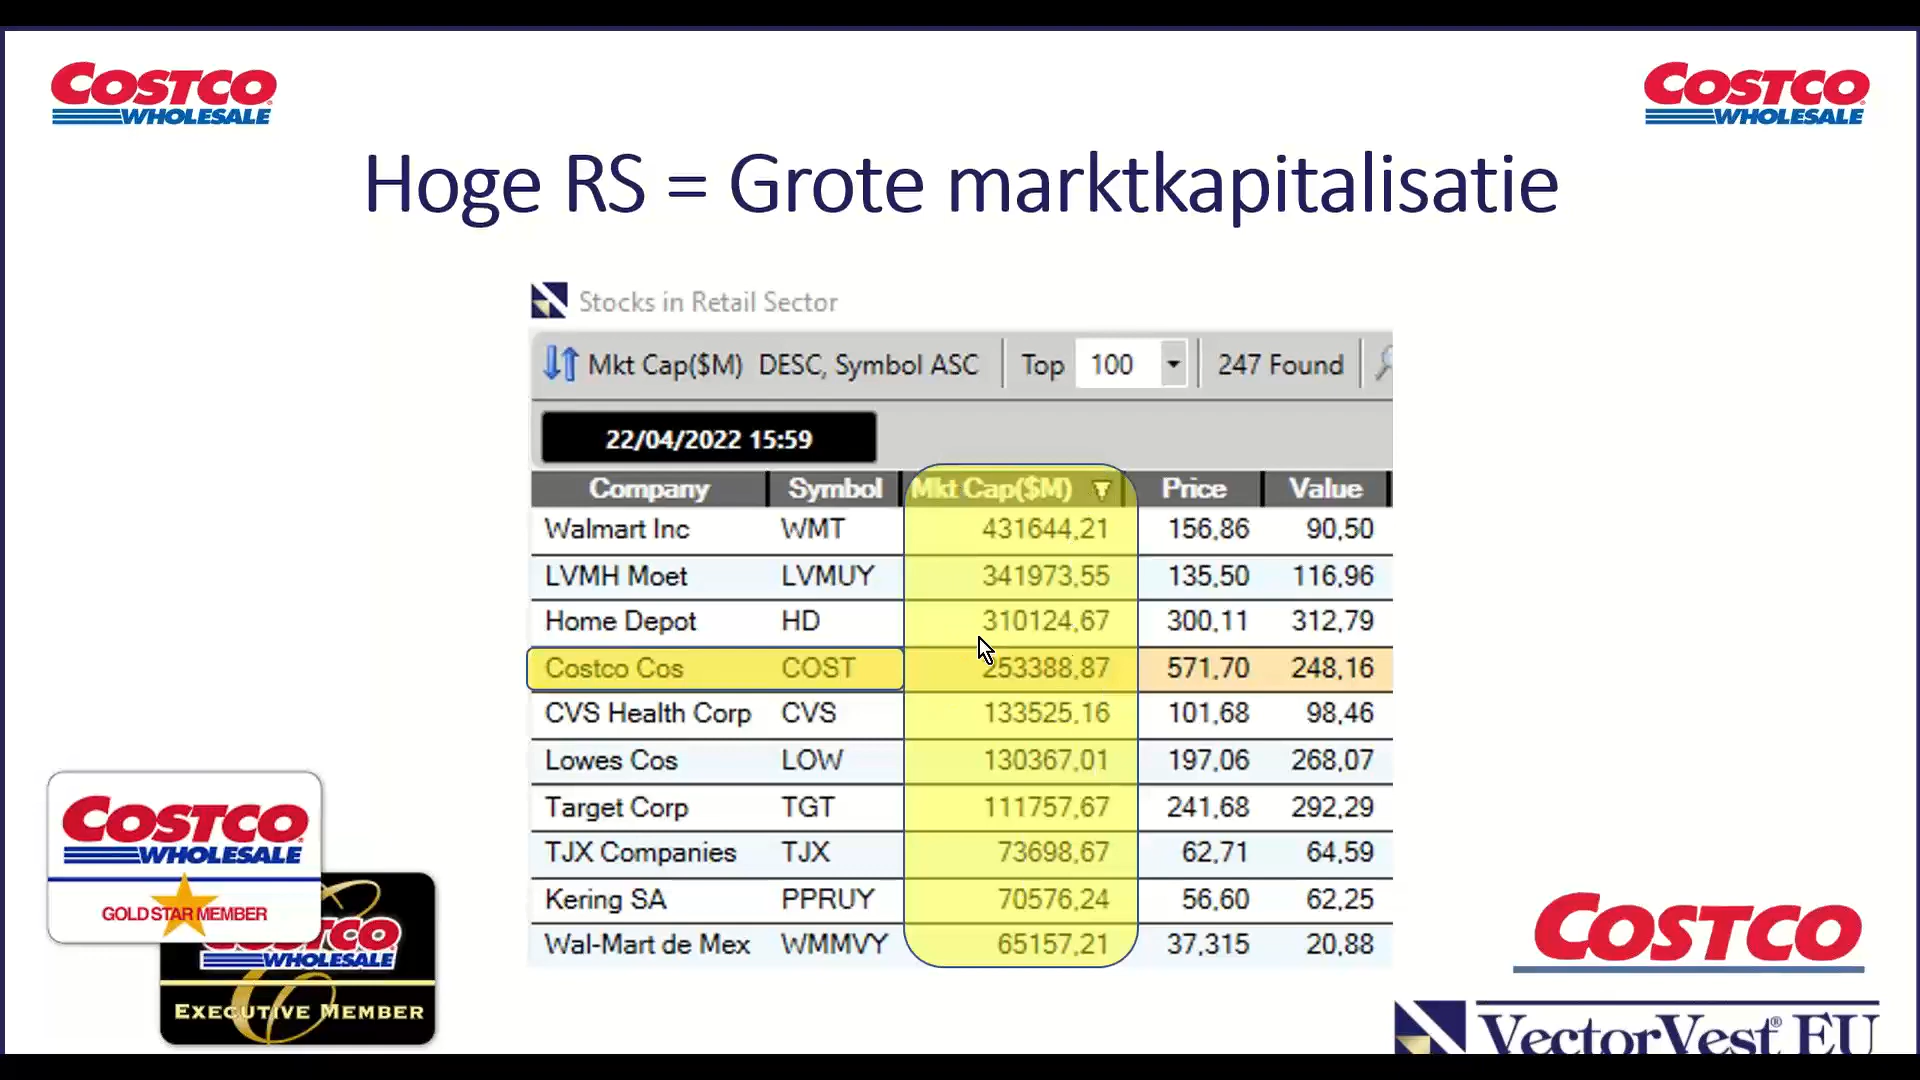 COSTCO WHOLESALE
COSTCO WHOLESALE
Hoge RS = Grote marktkapitalisatie
Stocks in Retail Sector
Mkt Cap($M) DESC, Symbol ASC Top 100 247 Found
22/04/2022 15:59
Company Symbol Mkt Cap($M) Price Value
Walmart Inc WMT 431644,21 156,86 90,50
LVMH Moet LVMUY 341973,55 135,50 116,96
Home Depot HD 310124,67 300,11 312,79
Costco Cos COST 253388,87 571,70 248,16
CVS Health Corp CVS 133525,16 101,68 98,46
Lowes Cos LOW 130367,01 197,06 268,07
Target Corp TGT 111757,67 241,68 292,29
TJX Companies TJX 73698,67 62,71 64,59
Kering SA PPRUY 70576,24 56,60 62,25
Wal-Mart de Mex WMMVY 65157,21 37,315 20,88
COSTCO
WHOLESALE
GOLD STAR MEMBER
COSTCO
WHOLESALE
EXECUTIVE MEMBER
COSTCO
VectorVest® EU